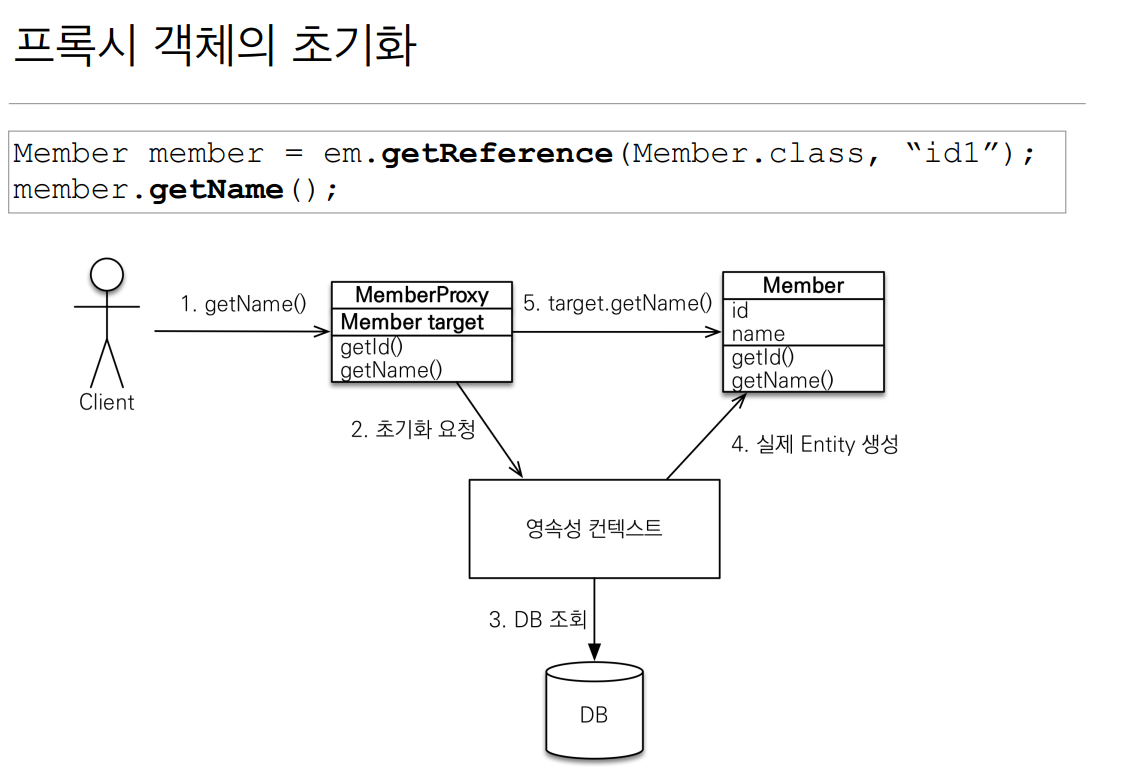 프록시 객체의 초기화
Member member = em.getReference(Member.class, “id1”);
member.getName();
1. getName()
Client
MemberProxy
Member target
getId()
getName()
5. target.getName()
Member
id
name
getId()
getName()
2. 초기화 요청
4. 실제 Entity 생성
영속성 컨텍스트
3. DB 조회
DB